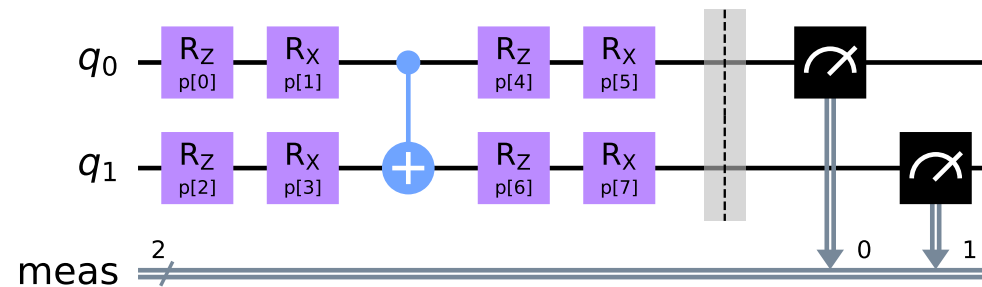 q0 RZ p[0] RX p[1] RZ p[4] RX p[5]
q1 RZ p[2] RX p[3] RZ p[6] RX p[7]
meas 2 0 1